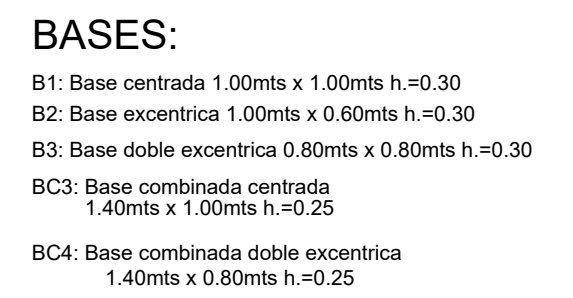 BASES:
B1: Base centrada 1.00mts x 1.00mts h.=0.30
B2: Base excentrica 1.00mts x 0.60mts h.=0.30
B3: Base doble excentrica 0.80mts x 0.80mts h.=0.30
BC3: Base combinada centrada
1.40mts x 1.00mts h.=0.25
BC4: Base combinada doble excentrica
1.40mts x 0.80mts h.=0.25